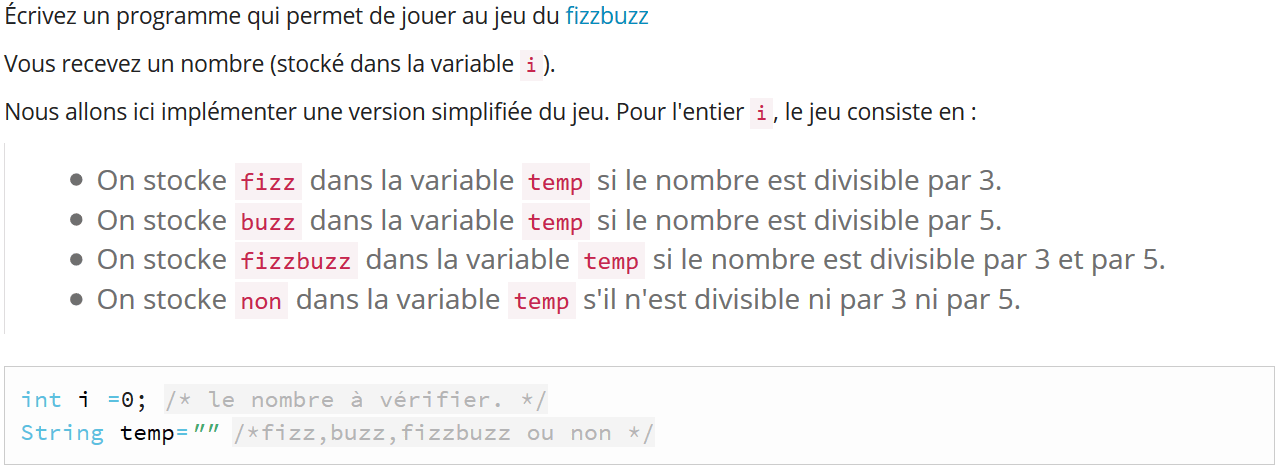 Écrivez un programme qui permet de jouer au jeu du fizzbuzz
Vous recevez un nombre (stocké dans la variable i).
Nous allons ici implémenter une version simplifiée du jeu. Pour l'entier i, le jeu consiste en :
• On stocke fizz dans la variable temp si le nombre est divisible par 3.
• On stocke buzz dans la variable temp si le nombre est divisible par 5.
• On stocke fizzbuzz dans la variable temp si le nombre est divisible par 3 et par 5.
• On stocke non dans la variable temp s'il n'est divisible ni par 3 ni par 5.
int i =0; /* le nombre à vérifier. */
String temp="" /*fizz,buzz,fizzbuzz ou non */